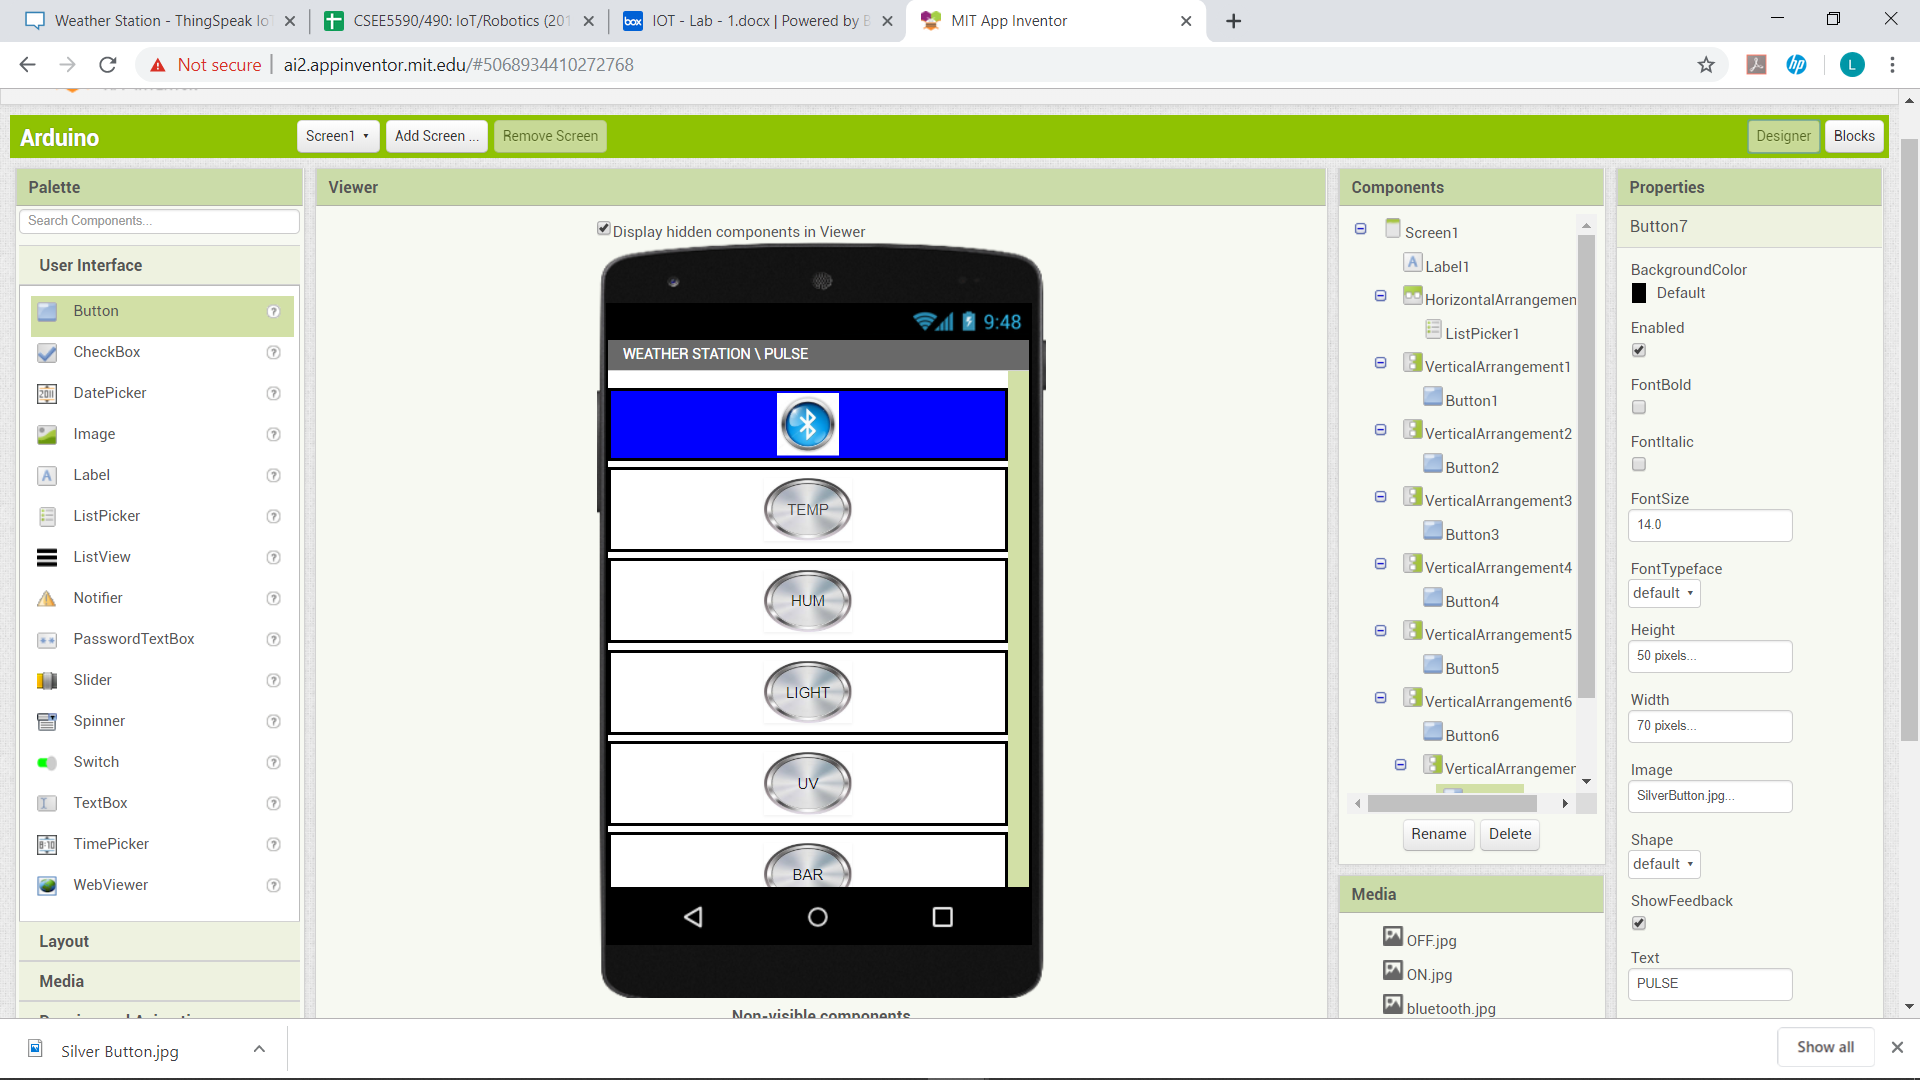 Weather Station - ThingSpeak Io
CSEE5590/490: IoT/Robotics (201
box
IOT - Lab - 1.docx | Powered by B
MIT App Inventor
Not secure | ai2.appinventor.mit.edu/#5068934410272768
hp
L
Arduino
Screen1
Add Screen ...
Remove Screen
Designer
Blocks
Palette
Search Components...
User Interface
Button
CheckBox
DatePicker
Image
Label
ListPicker
ListView
Notifier
PasswordTextBox
Slider
Spinner
Switch
TextBox
TimePicker
WebViewer
Layout
Media
Viewer
Display hidden components in Viewer
9:48
WEATHER STATION \ PULSE
TEMP
HUM
LIGHT
UV
BAR
Non-visible components
Components
Screen1
Label1
HorizontalArrangemen
ListPicker1
VerticalArrangement1
Button1
VerticalArrangement2
Button2
VerticalArrangement3
Button3
VerticalArrangement4
Button4
VerticalArrangement5
Button5
VerticalArrangement6
Button6
VerticalArrangemer
Rename
Delete
Media
OFF.jpg
ON.jpg
bluetooth.jpg
Properties
Button7
BackgroundColor
Default
Enabled
FontBold
FontItalic
FontSize
14.0
FontTypeface
default
Height
50 pixels...
Width
70 pixels...
Image
SilverButton.jpg...
Shape
default
ShowFeedback
Text
PULSE
Silver Button.jpg
Show all